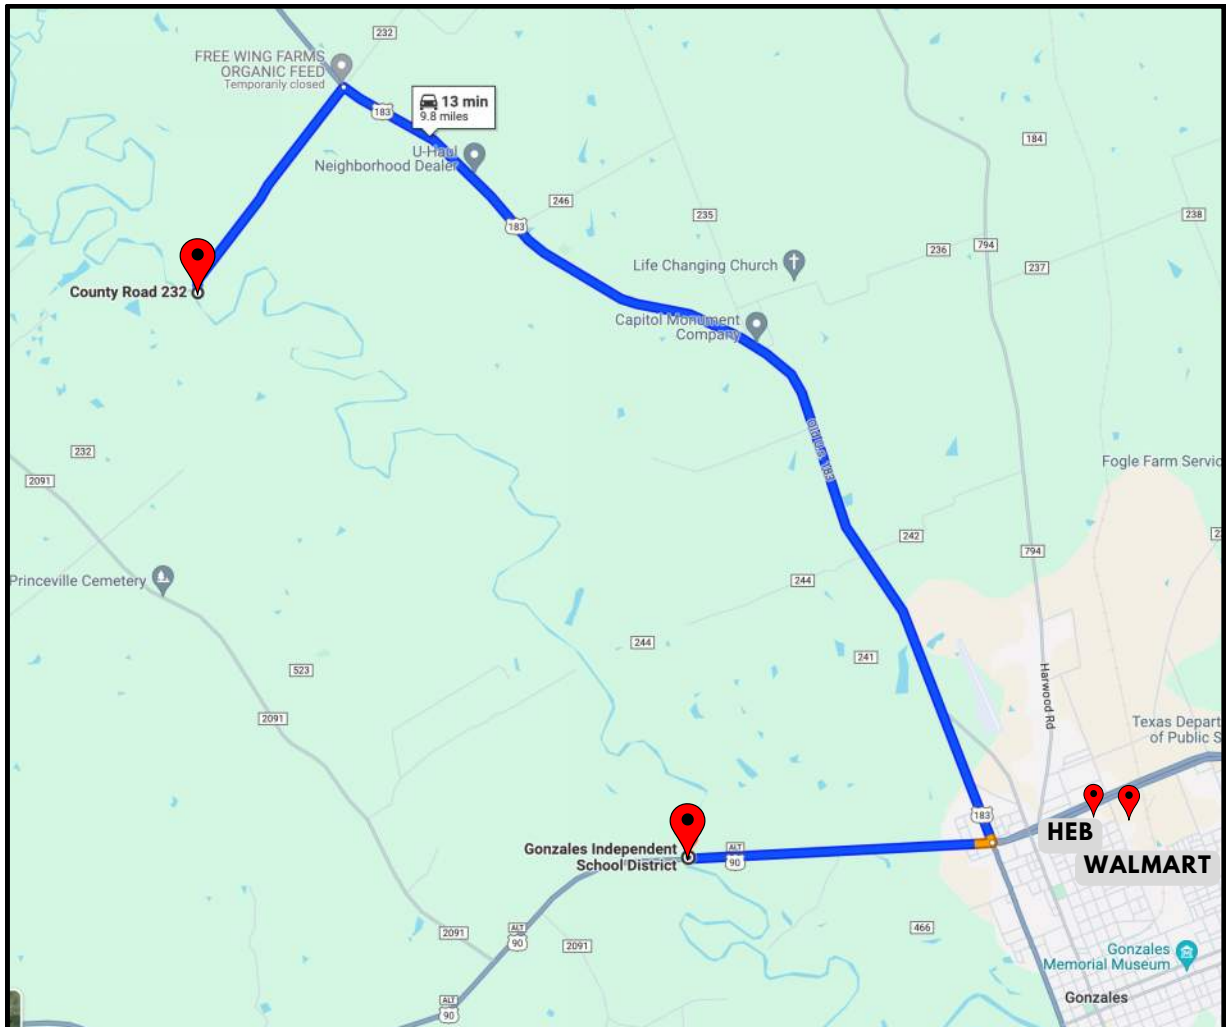 232
FREE WING FARMS
ORGANIC FEED
Temporarily closed
183
13 min
9.8 miles
U-Haul
Neighborhood Dealer
184
246
235
238
183
236
794
237
Life Changing Church
County Road 232
Capitol Monument
Company
Old U.S. 183
232
2091
Fogle Farm Servic
242
794
Princeville Cemetery
244
244
241
523
Harwood Rd
2091
Texas Depart
of Public S
183
HEB
Gonzales Independent
School District
ALT
90
WALMART
466
2091
ALT
90
2091
Gonzales
Memorial Museum
ALT
90
Gonzales